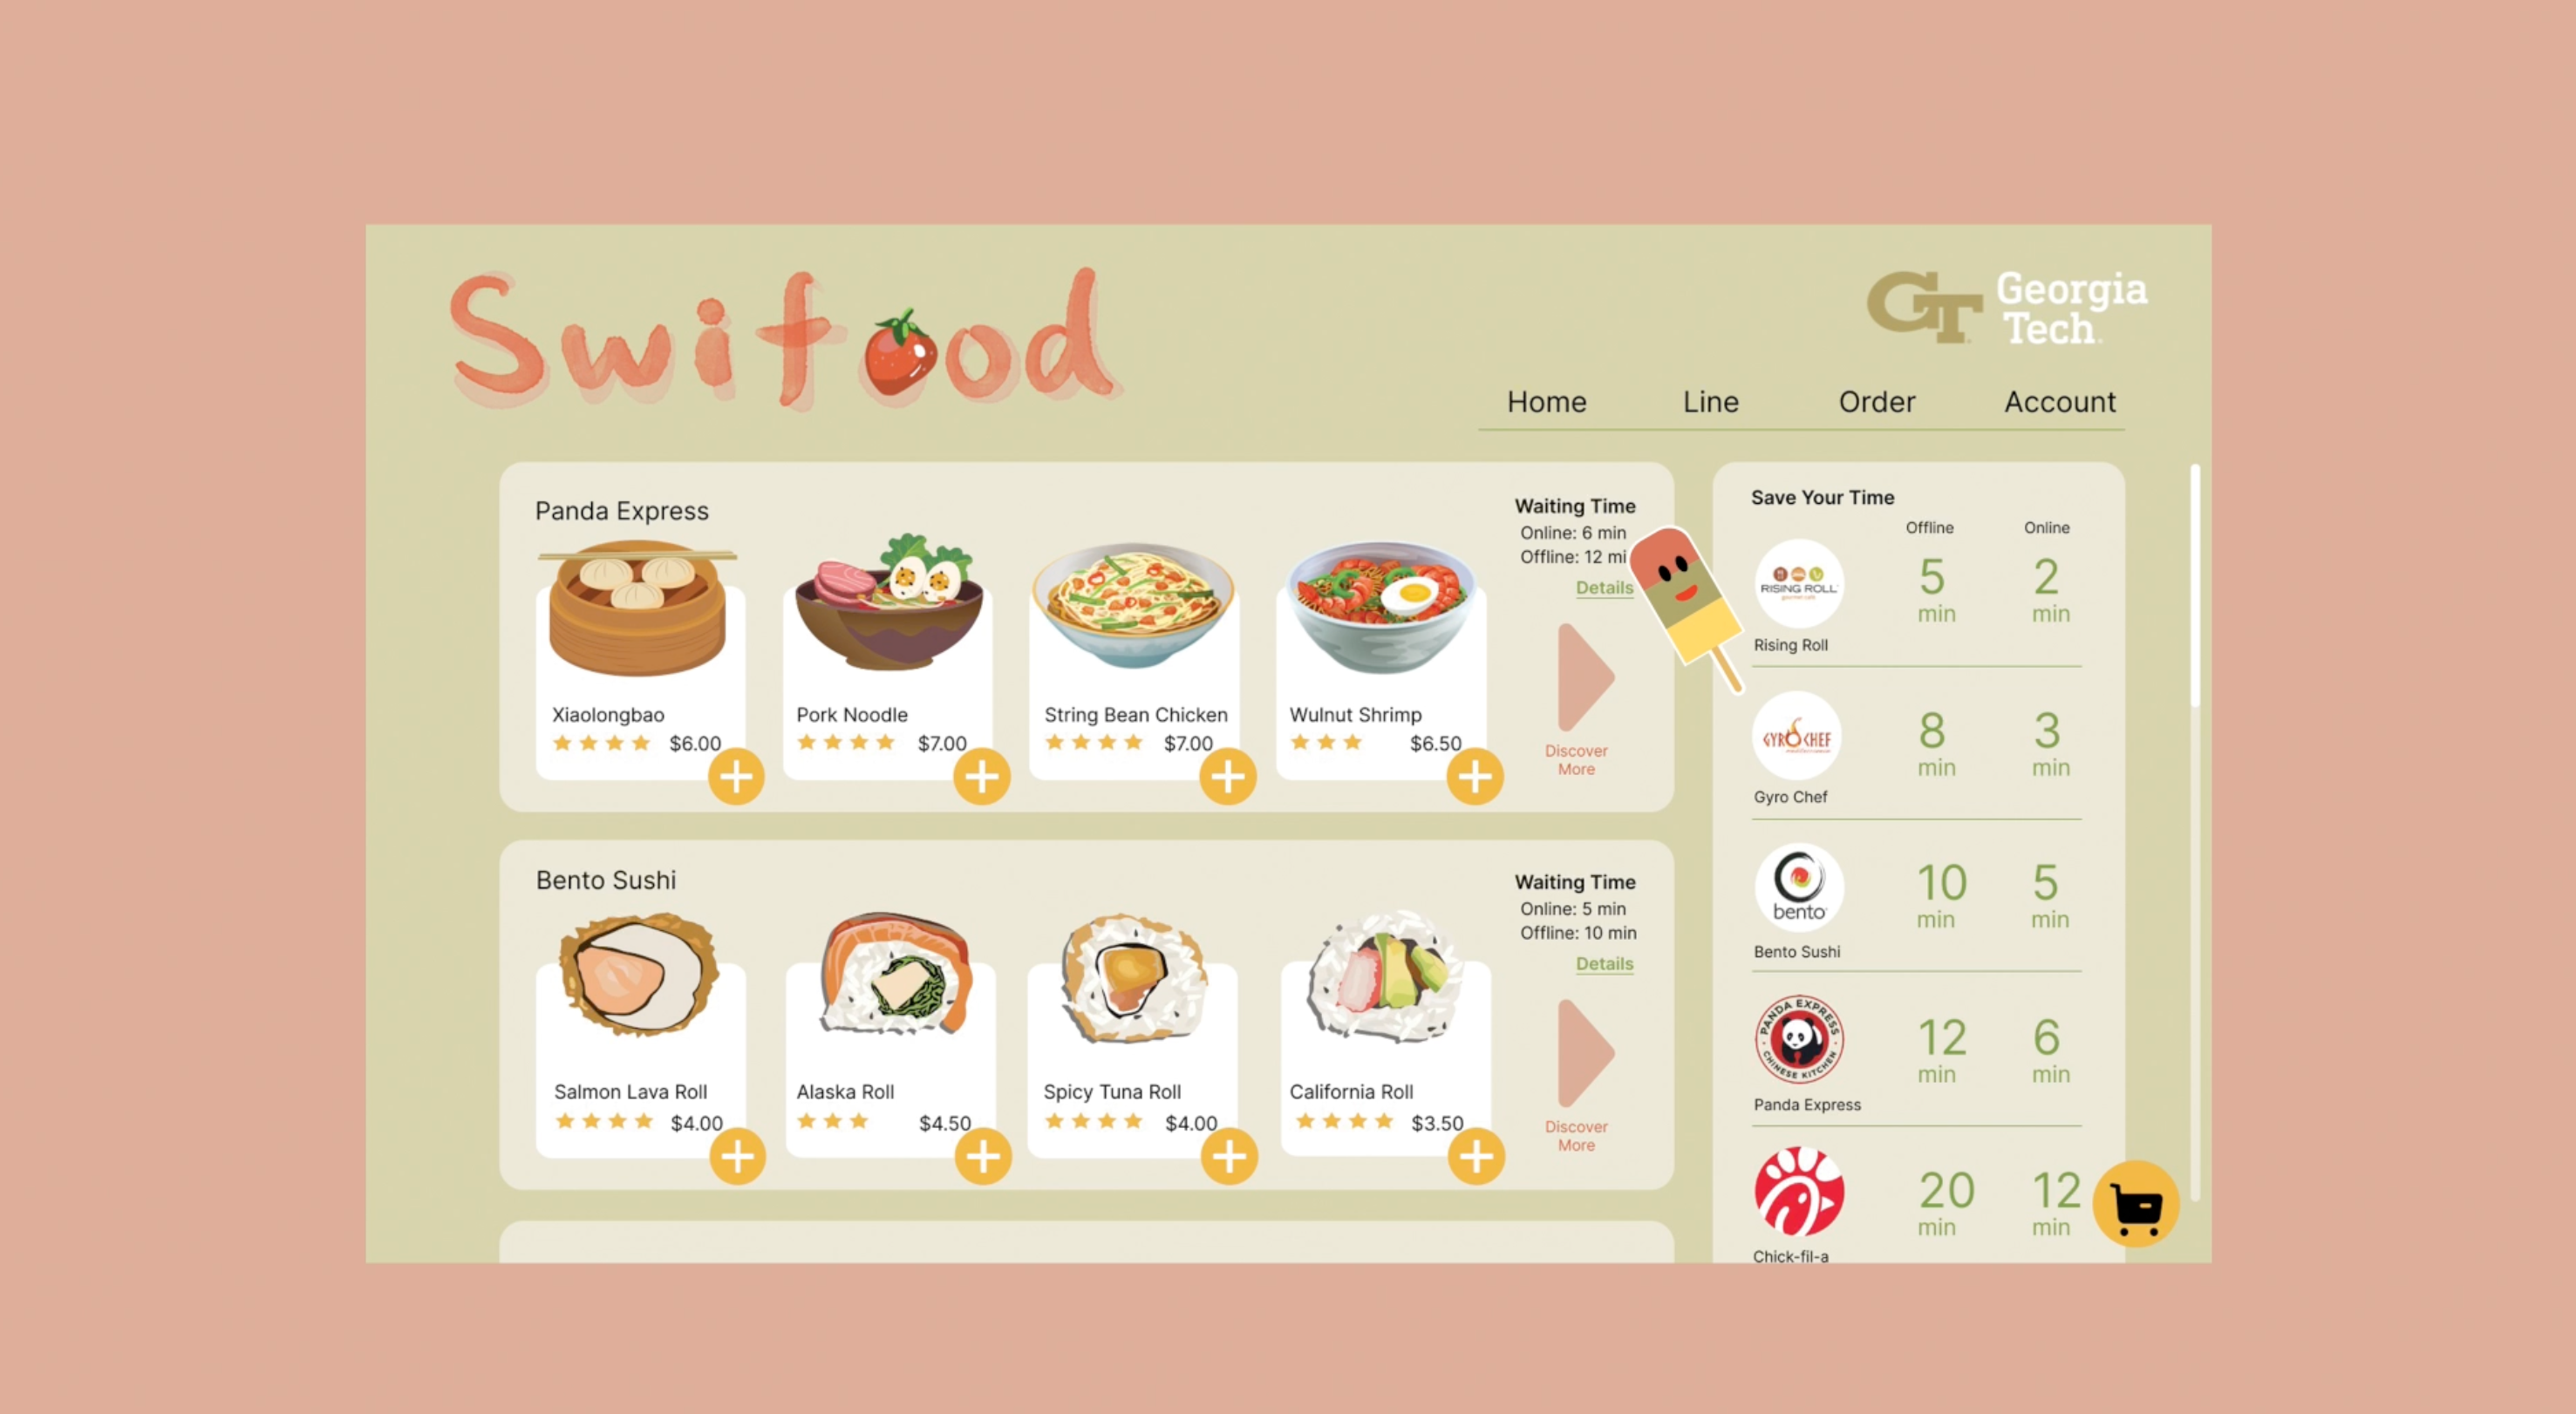 Swifood
GT Georgia
Tech.
Home Line Order Account
Panda Express
Waiting Time
Online: 6 min
Offline: 12 mi
Details
Xiaolongbao
$6.00
Pork Noodle
$7.00
String Bean Chicken
$7.00
Wulnut Shrimp
$6.50
Discover
More
Bento Sushi
Waiting Time
Online: 5 min
Offline: 10 min
Details
Salmon Lava Roll
$4.00
Alaska Roll
$4.50
Spicy Tuna Roll
$4.00
California Roll
$3.50
Discover
More
Save Your Time
Offline Online
RISING ROLL
5 2
min min
Rising Roll
GYRO CHEF
8 3
min min
Gyro Chef
bento
10 5
min min
Bento Sushi
PANDA EXPRESS
CHINESE KITCHEN
12 6
min min
Panda Express
20 12
min min
Chick-fil-a